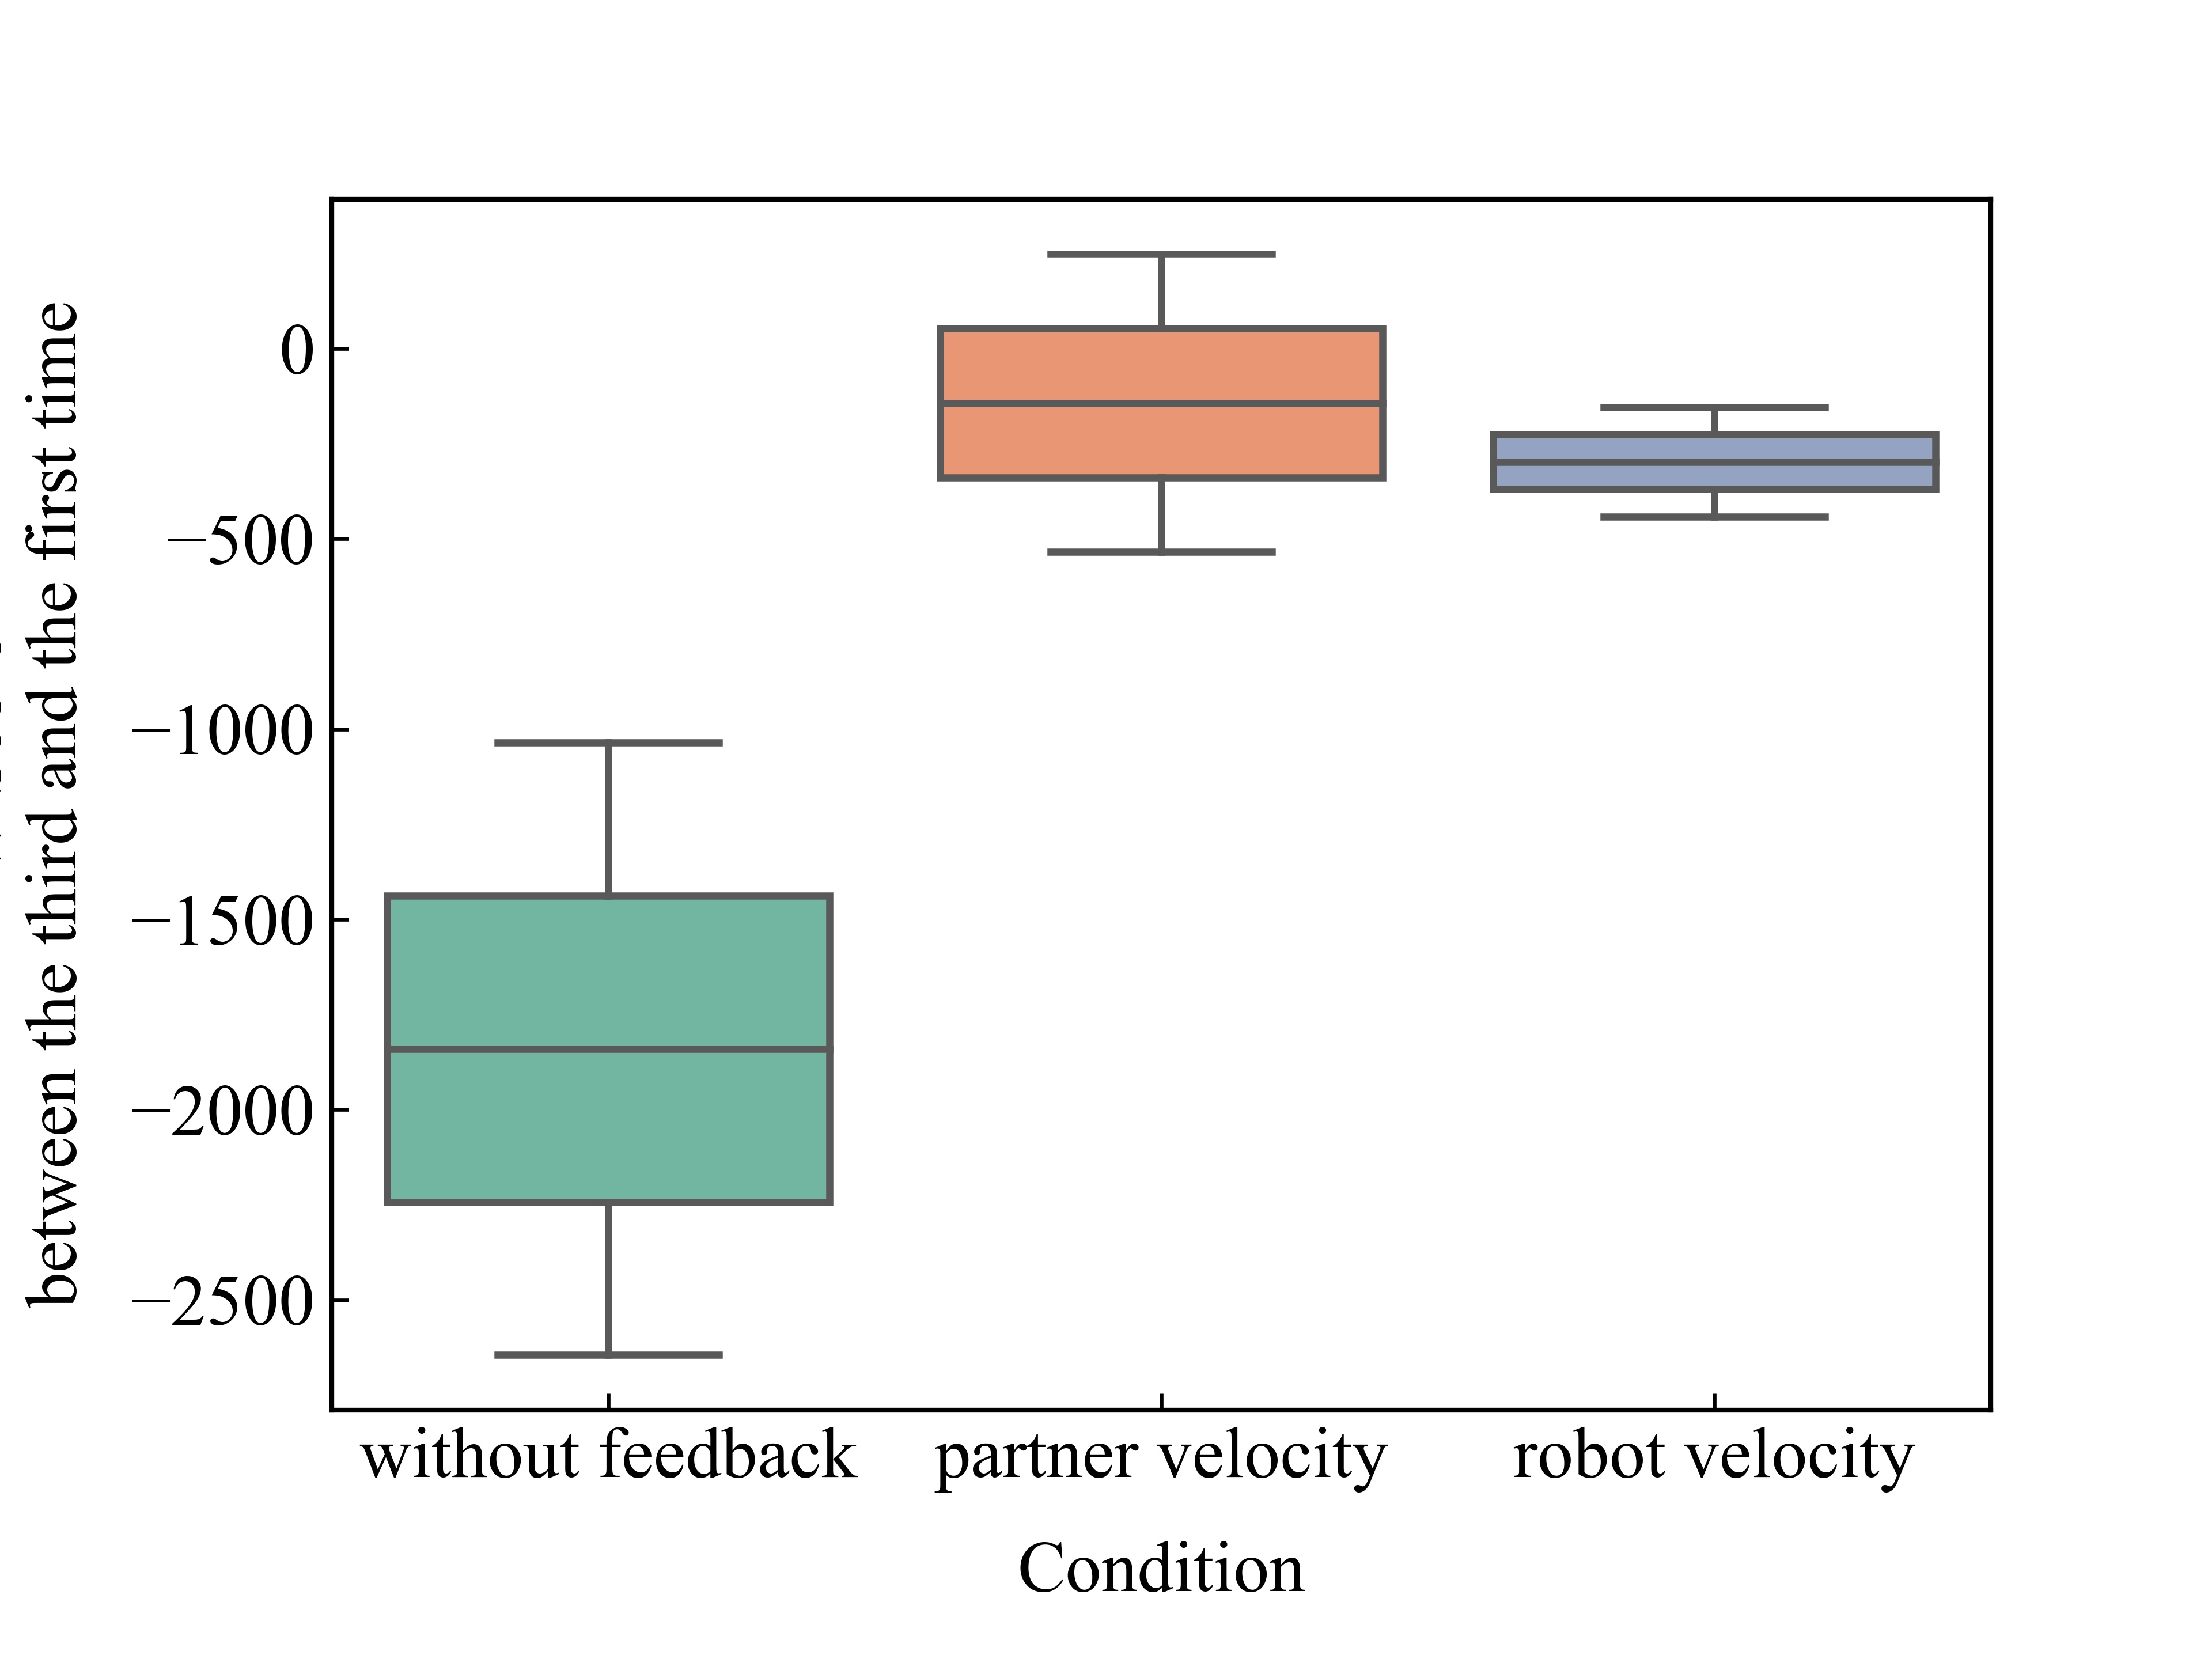 between the third and the first time
0
−500
−1000
−1500
−2000
−2500
without feedback partner velocity robot velocity
Condition